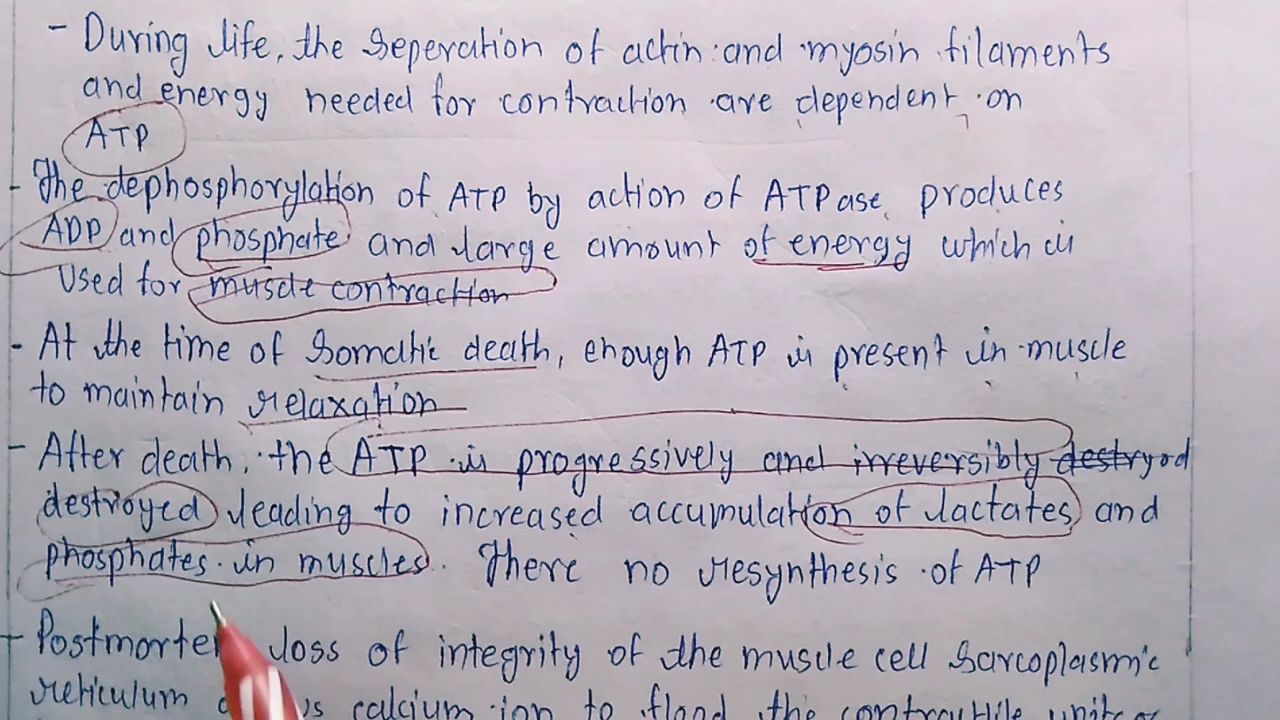 - During life, the seperation of actin and myosin filaments
and energy needed for contraction are dependent on
ATP
- The dephosphorylation of ATP by action of ATPase produces
ADP and phosphate and large amount of energy which is
used for muscle contraction
- At the time of somatic death, enough ATP is present in muscle
to maintain relaxation
- After death, the ATP is progressively and irreversibly destryod
destroyed leading to increased accumulation of lactates and
phosphates in muscles. There no resynthesis of ATP
- Postmorte loss of integrity of the muscle cell sarcoplasmic
reticulum calcium ion to flood the contractile units